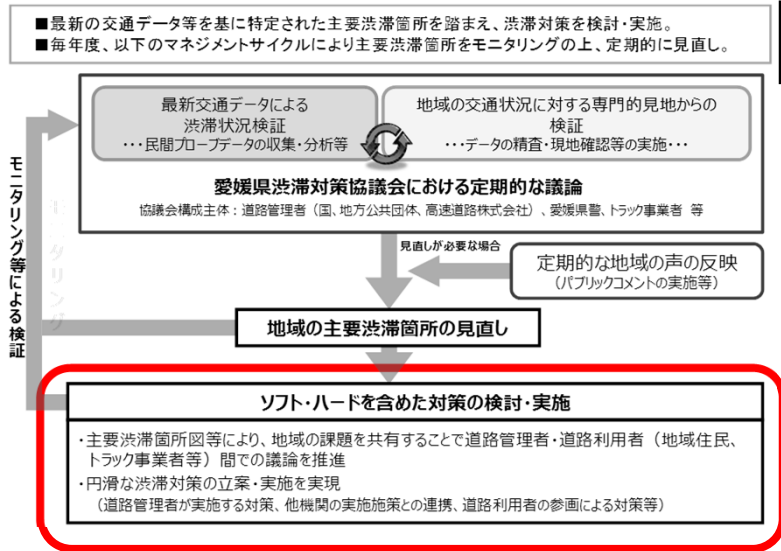 ■最新の交通データ等を基に特定された主要渋滞箇所を踏まえ、渋滞対策を検討・実施。
■毎年度、以下のマネジメントサイクルにより主要渋滞箇所をモニタリングの上、定期的に見直し。
最新交通データによる
渋滞状況検証
・・・民間プローブデータの収集・分析等
地域の交通状況に対する専門的見地からの
検証
・・・データの精査・現地確認等の実施・・・
愛媛県渋滞対策協議会における定期的な議論
協議会構成主体：道路管理者（国、地方公共団体、高速道路株式会社）、愛媛県警、トラック事業者 等
見直しが必要な場合
定期的な地域の声の反映
（パブリックコメントの実施等）
モニタリング等による検証
モニタリング
地域の主要渋滞箇所の見直し
ソフト・ハードを含めた対策の検討・実施
・主要渋滞箇所図等により、地域の課題を共有することで道路管理者・道路利用者（地域住民、
トラック事業者等）間での議論を推進
・円滑な渋滞対策の立案・実施を実現
（道路管理者が実施する対策、他機関の実施施策との連携、道路利用者の参画による対策等）